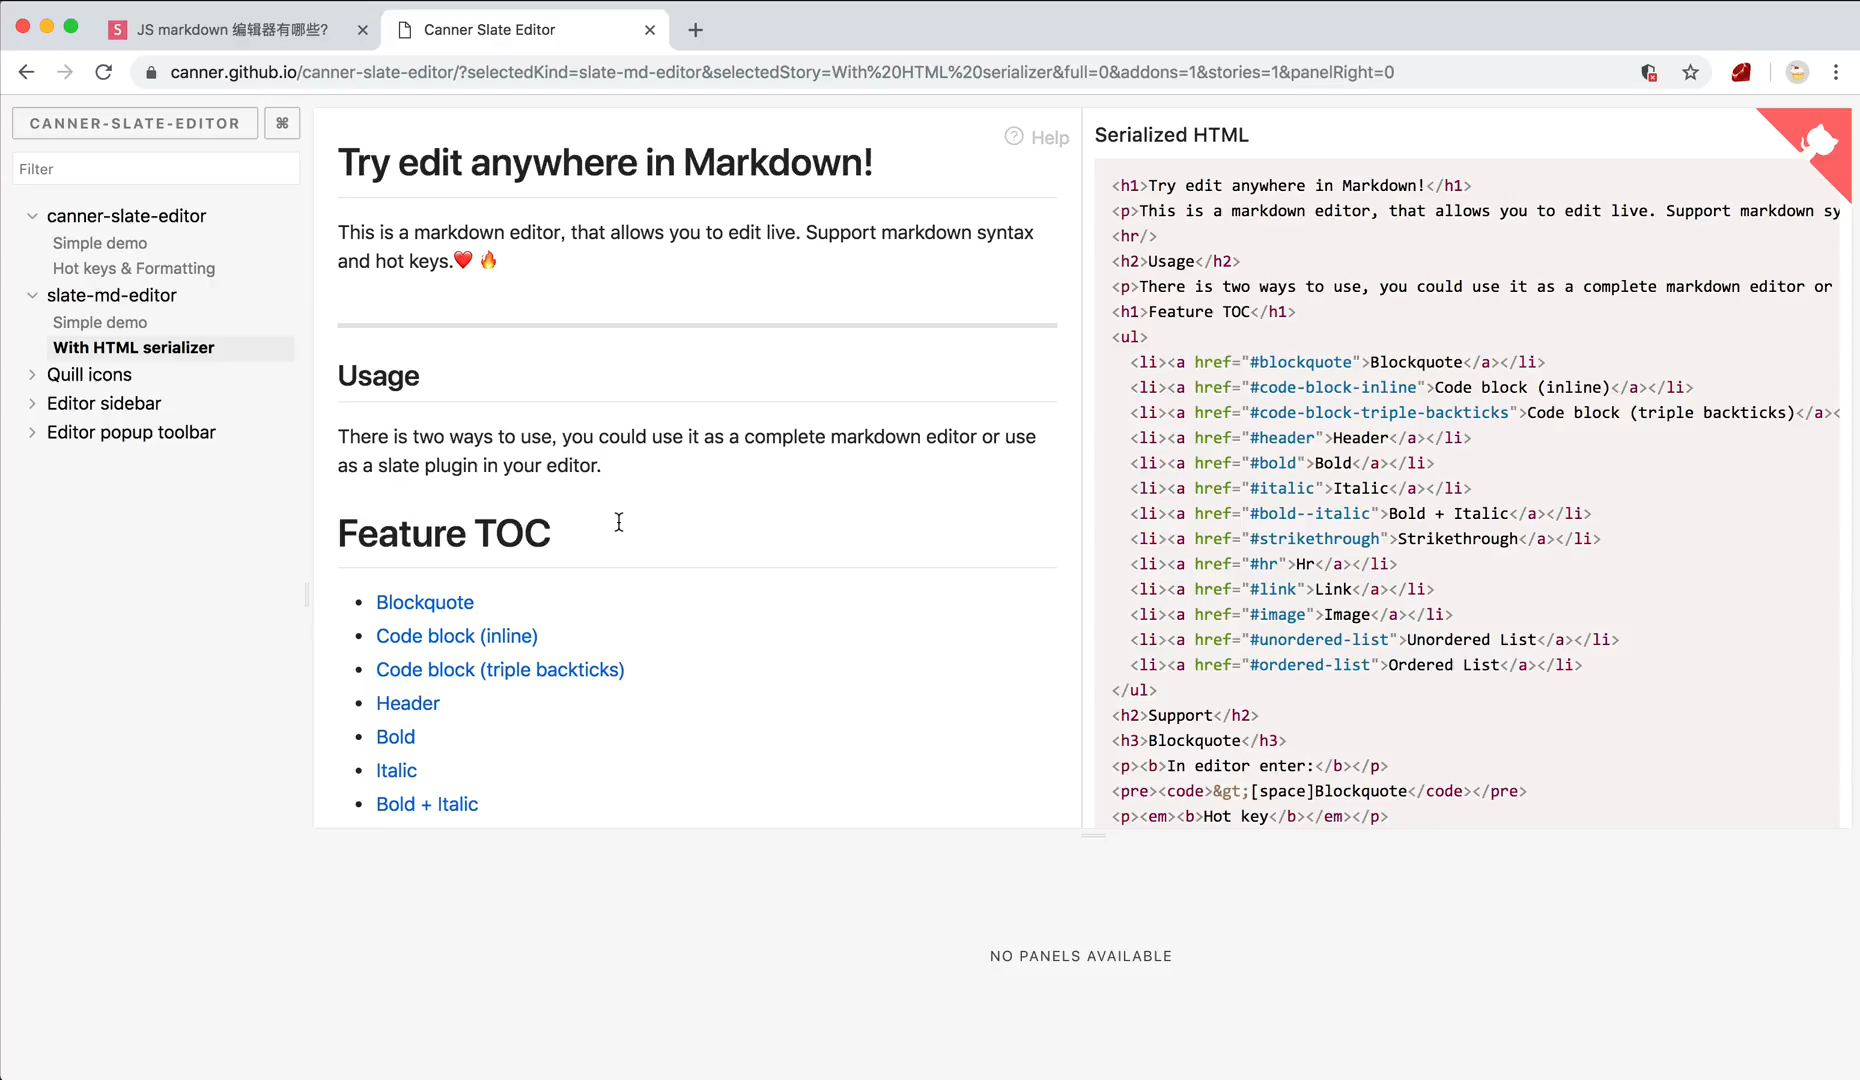 S JS markdown 编辑器有哪些?
Canner Slate Editor
canner.github.io/canner-slate-editor/?selectedKind=slate-md-editor&selectedStory=With%20HTML%20serializer&full=0&addons=1&stories=1&panelRight=0
CANNER-SLATE-EDITOR
⌘
Filter
canner-slate-editor
Simple demo
Hot keys & Formatting
slate-md-editor
Simple demo
With HTML serializer
Quill icons
Editor sidebar
Editor popup toolbar
Help
Try edit anywhere in Markdown!
This is a markdown editor, that allows you to edit live. Support markdown syntax
and hot keys.❤️ 🔥
Usage
There is two ways to use, you could use it as a complete markdown editor or use
as a slate plugin in your editor.
Feature TOC
• Blockquote
• Code block (inline)
• Code block (triple backticks)
• Header
• Bold
• Italic
• Bold + Italic
Serialized HTML
<h1>Try edit anywhere in Markdown!</h1>
<p>This is a markdown editor, that allows you to edit live. Support markdown sy
<hr/>
<h2>Usage</h2>
<p>There is two ways to use, you could use it as a complete markdown editor or
<h1>Feature TOC</h1>
<ul>
<li><a href="#blockquote">Blockquote</a></li>
<li><a href="#code-block-inline">Code block (inline)</a></li>
<li><a href="#code-block-triple-backticks">Code block (triple backticks)</a><
<li><a href="#header">Header</a></li>
<li><a href="#bold">Bold</a></li>
<li><a href="#italic">Italic</a></li>
<li><a href="#bold--italic">Bold + Italic</a></li>
<li><a href="#strikethrough">Strikethrough</a></li>
<li><a href="#hr">Hr</a></li>
<li><a href="#link">Link</a></li>
<li><a href="#image">Image</a></li>
<li><a href="#unordered-list">Unordered List</a></li>
<li><a href="#ordered-list">Ordered List</a></li>
</ul>
<h2>Support</h2>
<h3>Blockquote</h3>
<p><b>In editor enter:</b></p>
<pre><code>&gt;[space]Blockquote</code></pre>
<p><em><b>Hot key</b></em></p>
NO PANELS AVAILABLE